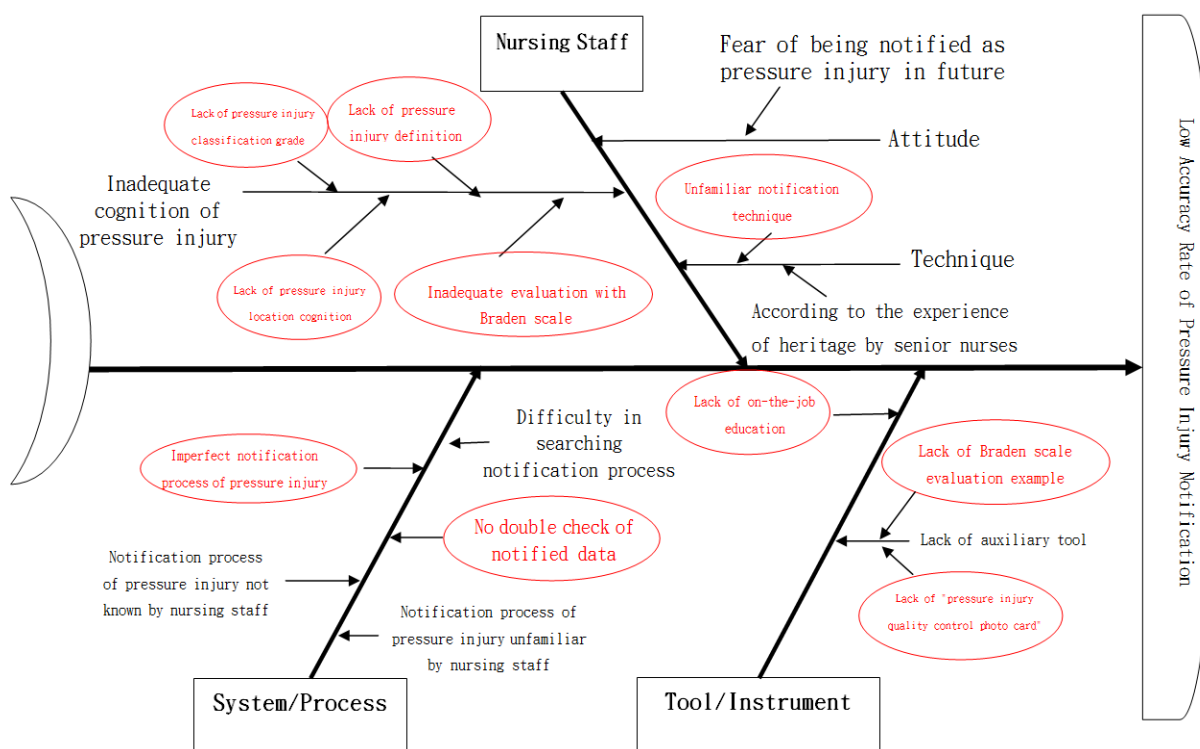 Nursing Staff
Fear of being notified as
pressure injury in future
Attitude
Lack of pressure injury
classification grade
Lack of pressure
injury definition
Inadequate
cognition of
pressure injury
Unfamiliar notification
technique
Technique
Lack of pressure injury
location cognition
Inadequate evaluation with
Braden scale
According to the experience
of heritage by senior nurses
Low Accuracy Rate of Pressure Injury Notification
Difficulty in
searching
notification process
Imperfect notification
process of pressure injury
No double check of
notified data
Notification process
of pressure injury not
known by nursing staff
Notification process of
pressure injury unfamiliar
by nursing staff
System/Process
Lack of on-the-job
education
Lack of Braden scale
evaluation example
Lack of auxiliary tool
Lack of "pressure injury
quality control photo card"
Tool/Instrument